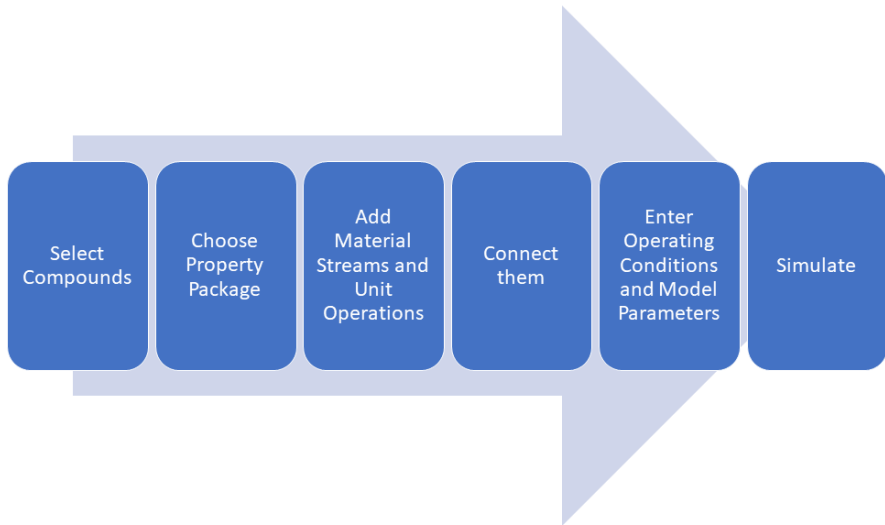 Select
Compounds
Choose
Property
Package
Add
Material
Streams and
Unit
Operations
Connect
them
Enter
Operating
Conditions
and Model
Parameters
Simulate